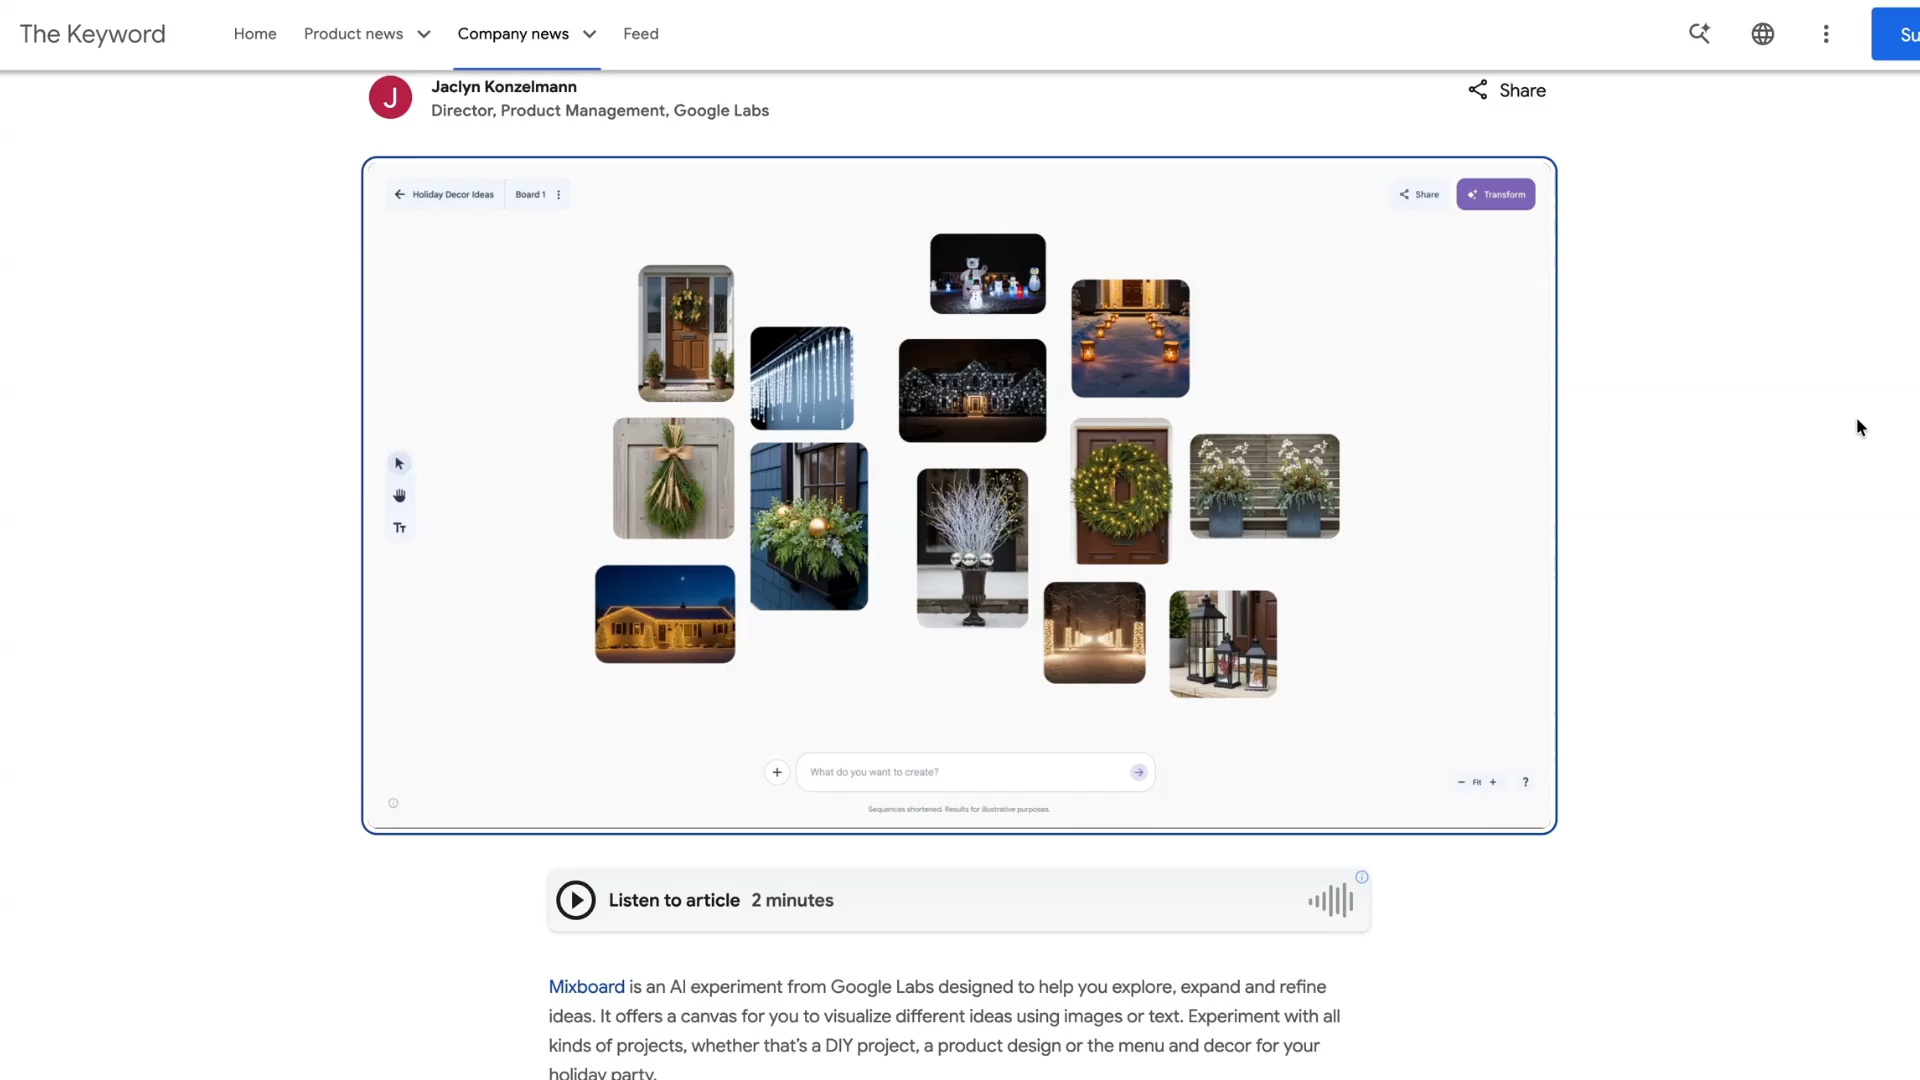 The Keyword
Home
Product news
Company news
Feed
Su
J
Jaclyn Konzelmann
Director, Product Management, Google Labs
Share
Holiday Decor Ideas
Board 1
Share
Transform
Tт
What do you want to create?
Fit
?
Sequences shortened. Results for illustrative purposes.
Listen to article 2 minutes
Mixboard is an AI experiment from Google Labs designed to help you explore, expand and refine
ideas. It offers a canvas for you to visualize different ideas using images or text. Experiment with all
kinds of projects, whether that’s a DIY project, a product design or the menu and decor for your
holiday party.